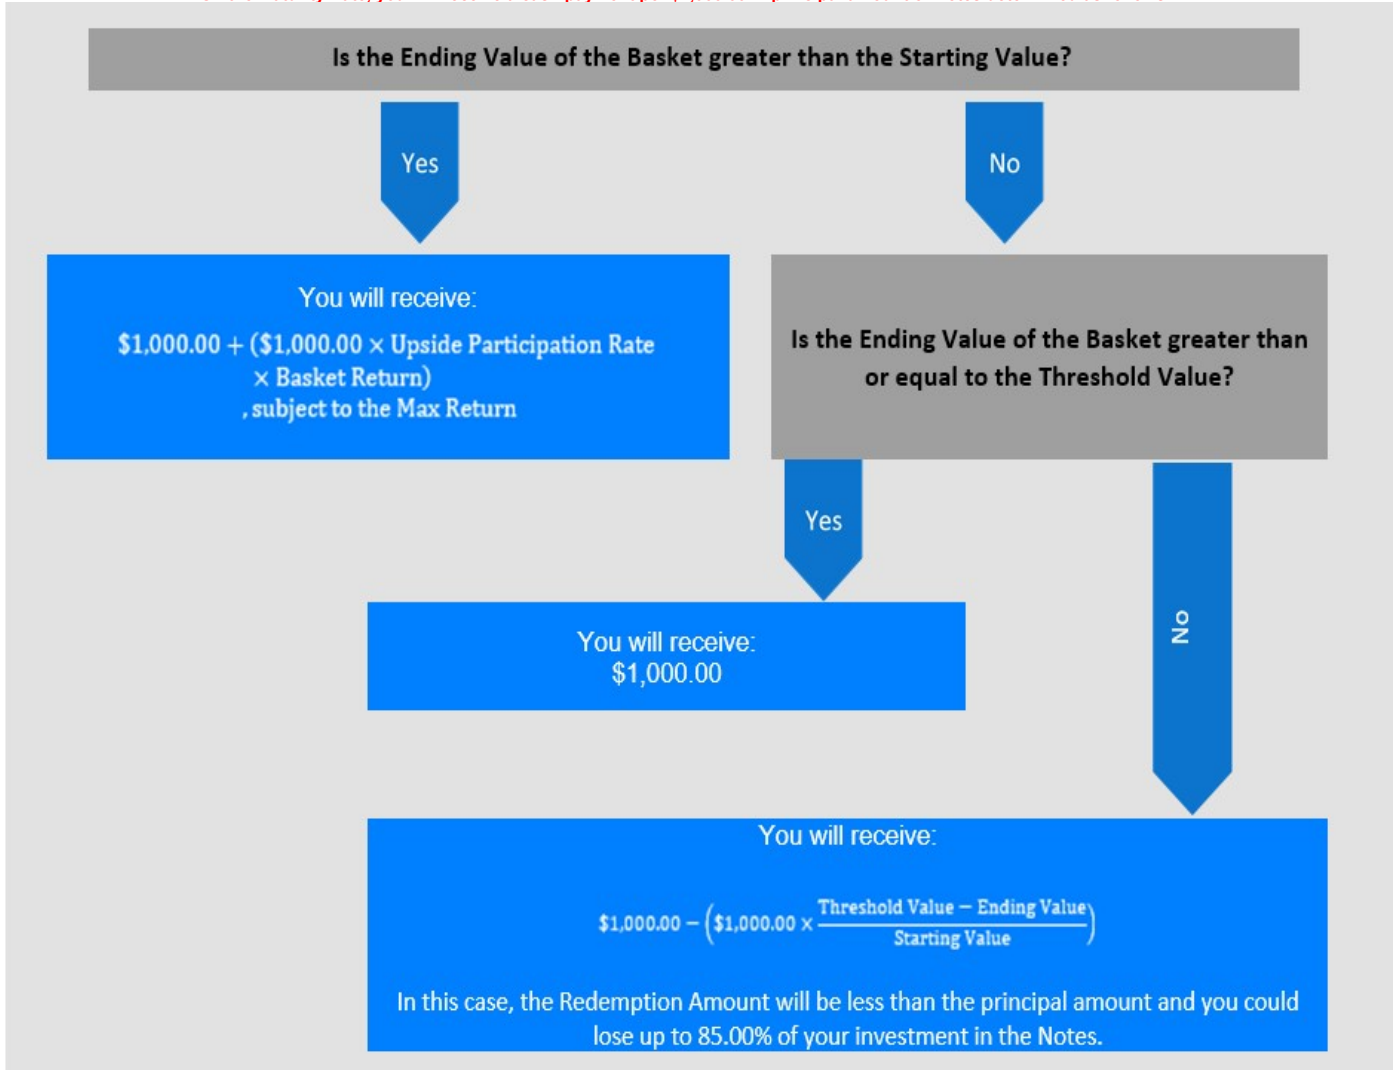 Is the Ending Value of the Basket greater than the Starting Value?
Yes
No
You will receive:
$1,000.00 + ($1,000.00 × Upside Participation Rate
× Basket Return)
, subject to the Max Return
Is the Ending Value of the Basket greater than
or equal to the Threshold Value?
Yes
No
You will receive:
$1,000.00
You will receive:
$1,000.00 − ($1,000.00 × Threshold Value − Ending Value)
Starting Value
In this case, the Redemption Amount will be less than the principal amount and you could
lose up to 85.00% of your investment in the Notes.